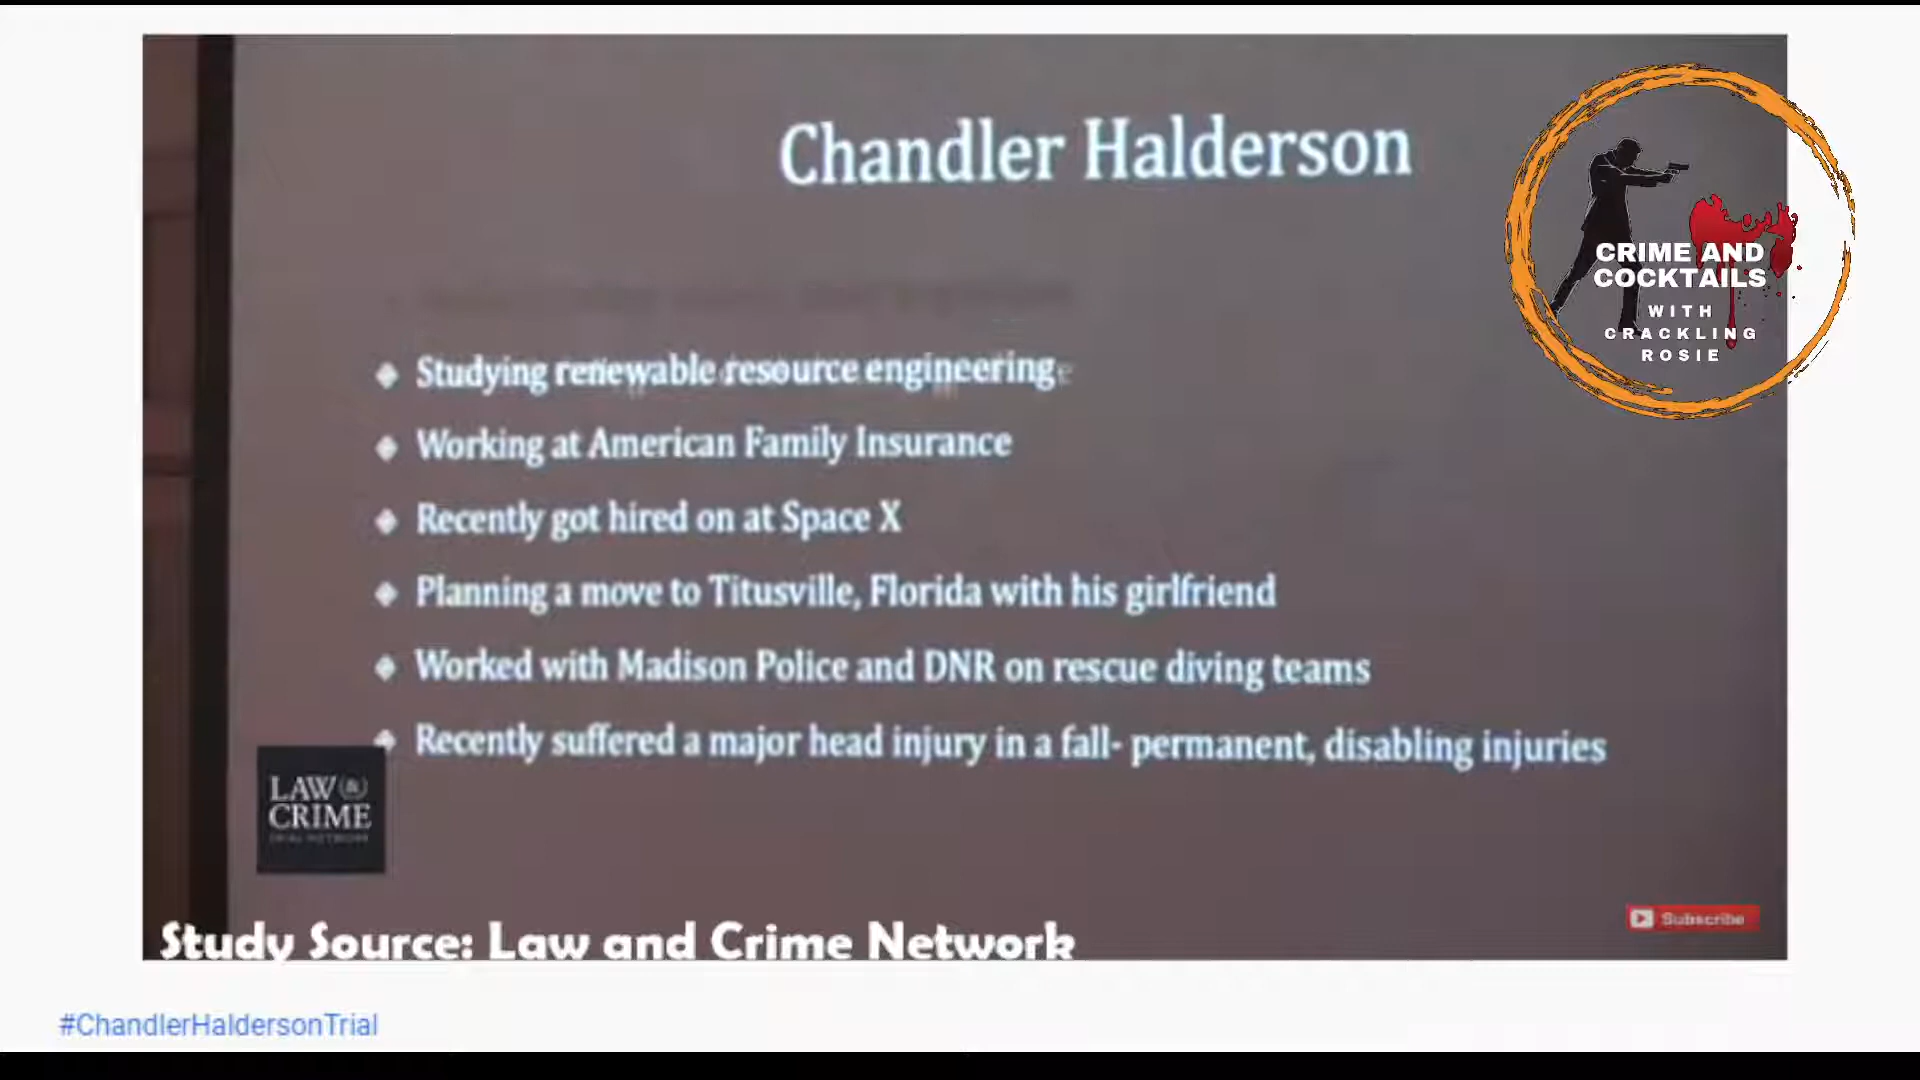 Chandler Halderson
CRIME AND
COCKTAILS
WITH
CRACKLING
ROSIE
Studying renewable resource engineering
Working at American Family Insurance
Recently got hired on at Space X
Planning a move to Titusville, Florida with his girlfriend
Worked with Madison Police and DNR on rescue diving teams
Recently suffered a major head injury in a fall- permanent, disabling injuries
LAW &
CRIME
TRIAL NETWORK
Subscribe
Study Source: Law and Crime Network
#ChandlerHaldersonTrial